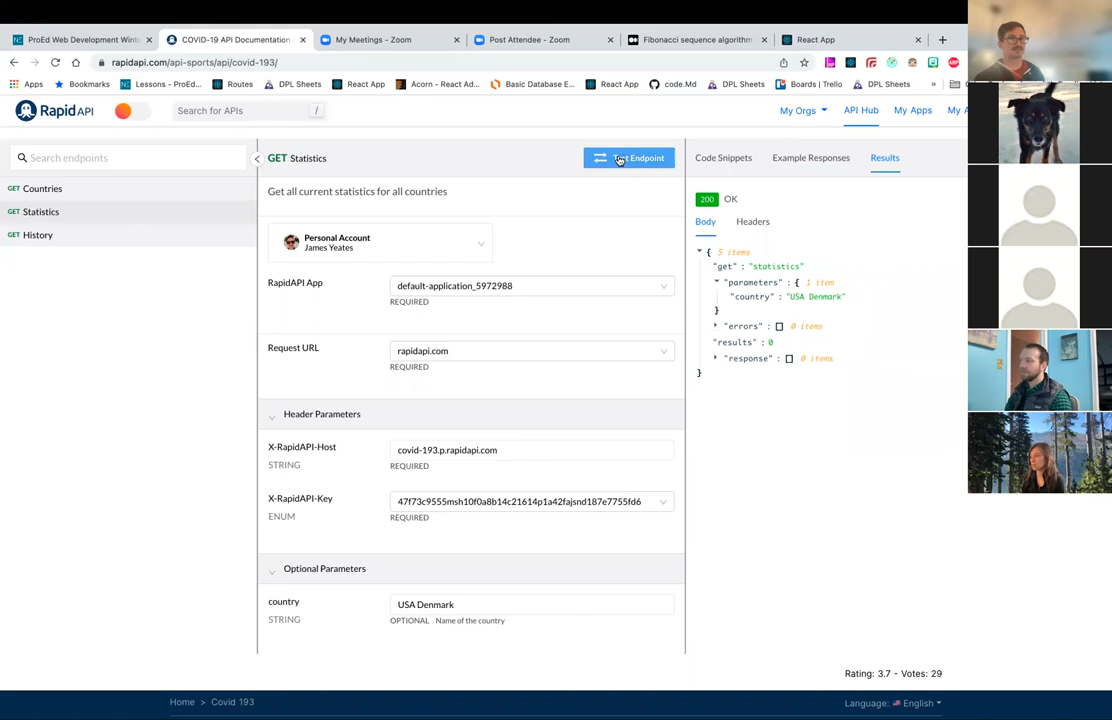 ProEd Web Development Wint
COVID-19 API Documentation
My Meetings - Zoom
Post Attendee - Zoom
Fibonacci sequence algorithm
React App
rapidapi.com/api-sports/api/covid-193/
Apps
Bookmarks
Lessons - ProEd...
Routes
DPL Sheets
React App
Acorn - React Ad...
Basic Database E...
React App
code.Md
DPL Sheets
Boards | Trello
DPL Sheets
»
Rapid API
Search for APIs
/
My Orgs
API Hub
My Apps
My A
Search endpoints
GET Countries
GET Statistics
GET History
GET Statistics
Test Endpoint
Get all current statistics for all countries
Personal Account
James Yeates
RapidAPI App
default-application_5972988
REQUIRED
Request URL
rapidapi.com
REQUIRED
Header Parameters
X-RapidAPI-Host
STRING
covid-193.p.rapidapi.com
REQUIRED
X-RapidAPI-Key
ENUM
47f73c9555msh10f0a8b14c21614p1a42fajsnd187e7755fd6
REQUIRED
Optional Parameters
country
STRING
USA Denmark
OPTIONAL Name of the country
Code Snippets
Example Responses
Results
200 OK
Body
Headers
{ 5 items
"get" : "statistics"
"parameters" : { 1 item
"country" : "USA Denmark"
}
"errors" : [] 0 items
"results" : 0
"response" : [] 0 items
}
Rating: 3.7 - Votes: 29
Home > Covid 193
Language: English